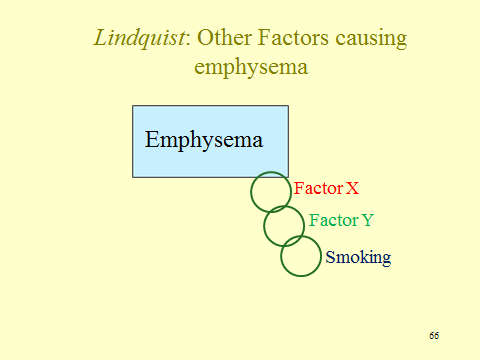 Lindquist: Other Factors causing
emphysema
Emphysema
Factor X
Factor Y
Smoking
66